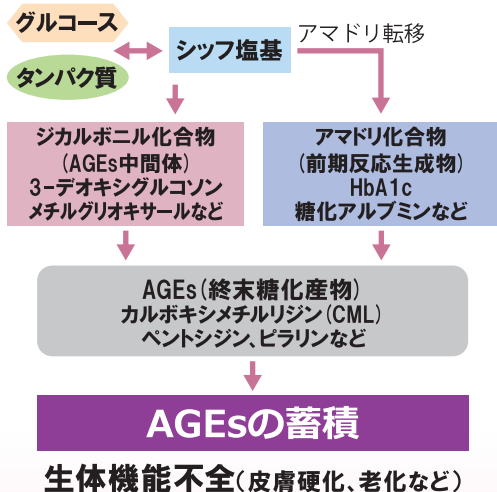 グルコース
タンパク質
シッフ塩基
アマドリ転移
ジカルボニル化合物
(AGEs中間体)
3-デオキシグルコソン
メチルグリオキサールなど
アマドリ化合物
(前期反応生成物)
HbA1c
糖化アルブミンなど
AGEs(終末糖化産物)
カルボキシメチルリジン(CML)
ペントシジン、ピラリンなど
AGEsの蓄積
生体機能不全(皮膚硬化、老化など)